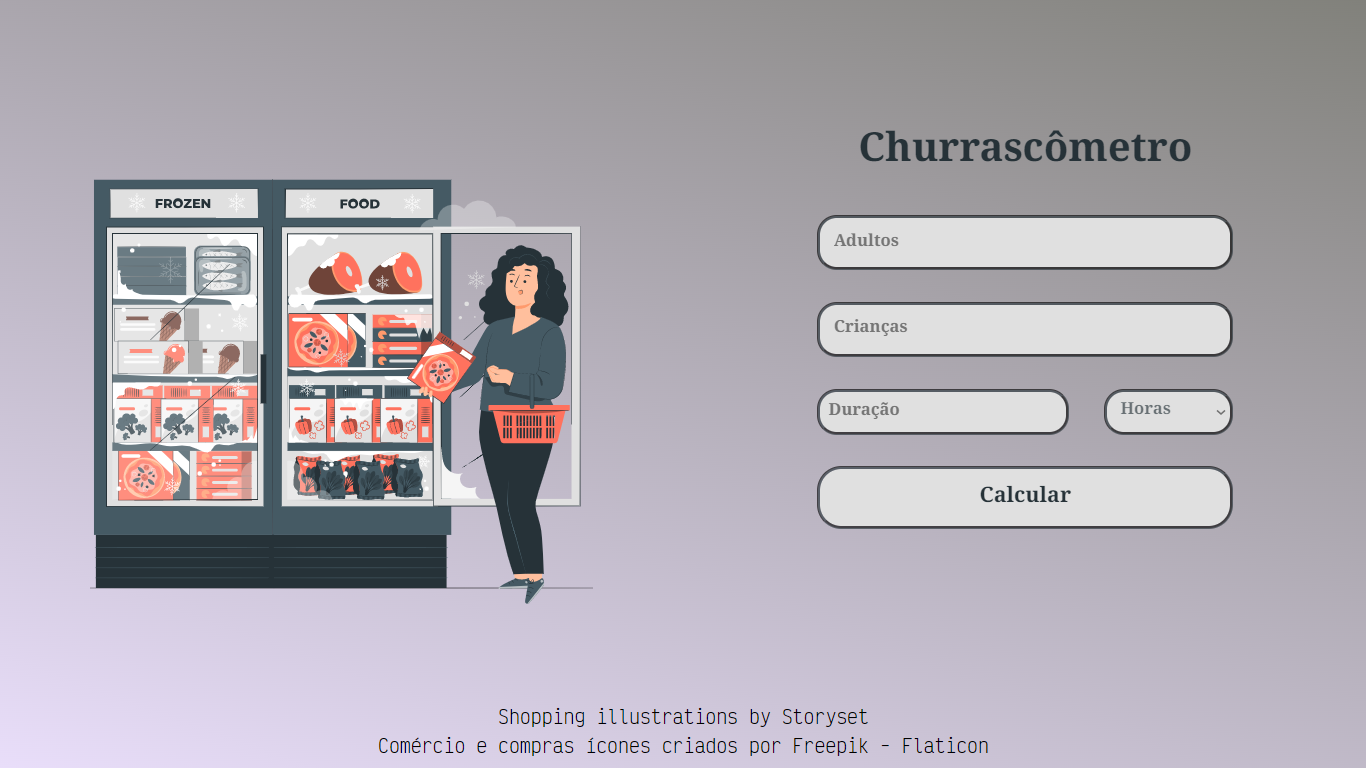 Churrascômetro
FROZEN
FOOD
Adultos
Crianças
Duração
Horas
Calcular
Shopping illustrations by Storyset
Comércio e compras ícones criados por Freepik - Flaticon